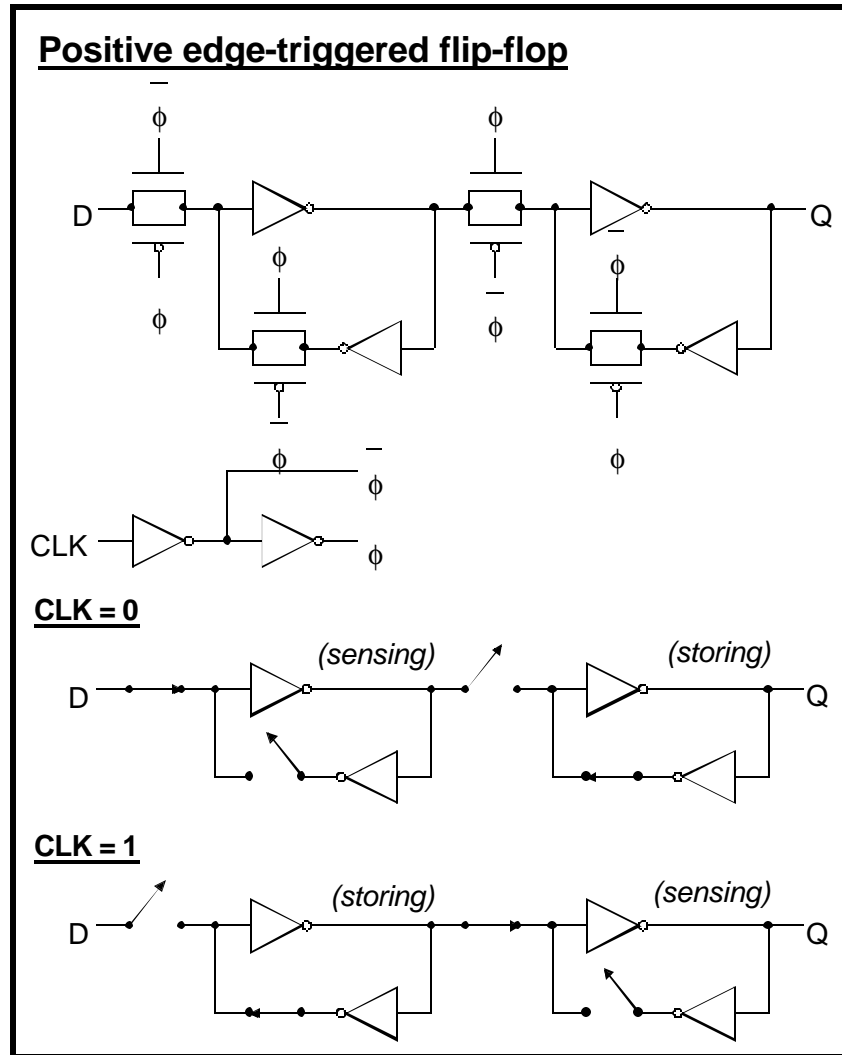 Positive edge-triggered flip-flop
ϕ̅ ϕ
D Q
ϕ ϕ̅ ϕ ϕ̅
ϕ̅ ϕ
ϕ̅
CLK ϕ
CLK = 0
(sensing) (storing)
D Q
CLK = 1
(storing) (sensing)
D Q